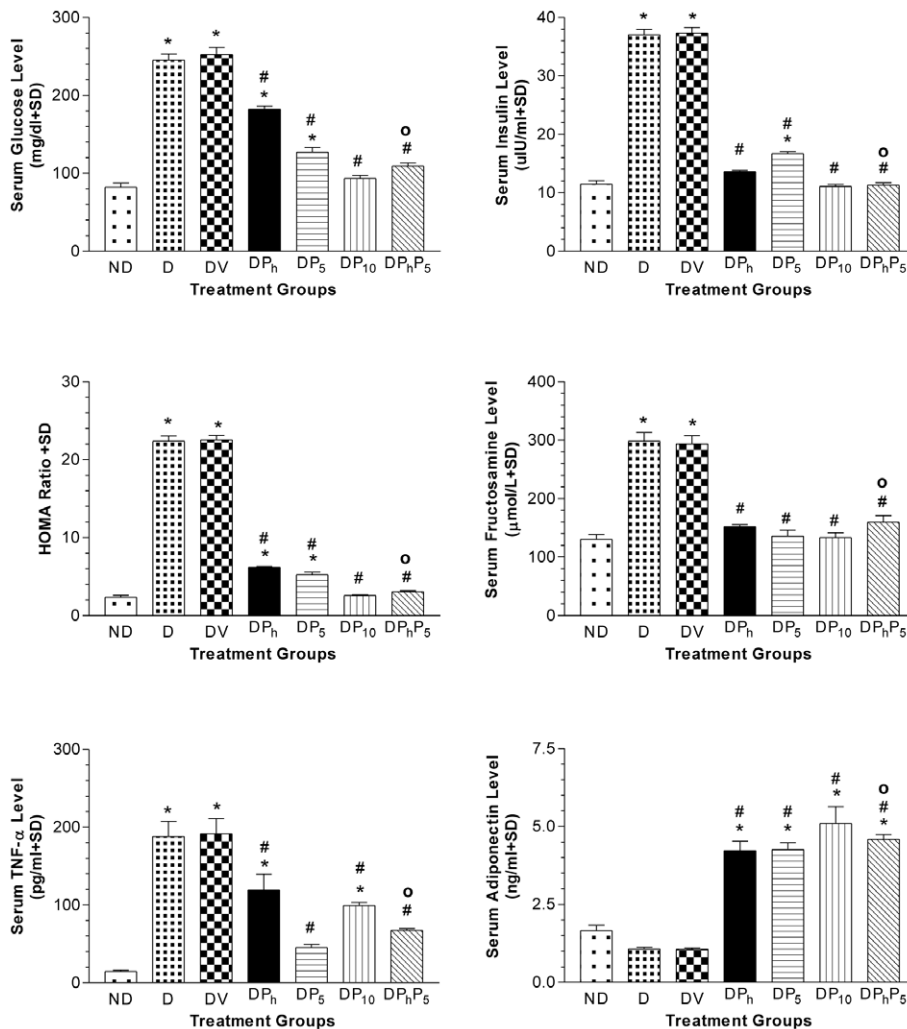 Serum Glucose Level
(mg/dl+SD)
300
200
100
0
*
*
#
*
#
*
#
o
#
ND D DV DPh DP5 DP10 DPhP5
Treatment Groups
Serum Insulin Level
(uIU/ml+SD)
40
20
10
0
*
*
#
#
*
#
o
#
ND D DV DPh DP5 DP10 DPhP5
Treatment Groups
HOMA Ratio +SD
30
20
10
0
*
*
#
*
#
*
#
o
#
ND D DV DPh DP5 DP10 DPhP5
Treatment Groups
Serum Fructosamine Level
(μmol/L+SD)
400
300
200
100
0
*
*
#
#
#
o
#
ND D DV DPh DP5 DP10 DPhP5
Treatment Groups
Serum TNF-α Level
(pg/ml+SD)
300
200
100
0
*
*
#
*
#
#
*
o
#
ND D DV DPh DP5 DP10 DPhP5
Treatment Groups
Serum Adiponectin Level
(ng/ml+SD)
7.5
5.0
2.5
0.0
#
*
#
*
#
*
o
#
*
ND D DV DPh DP5 DP10 DPhP5
Treatment Groups